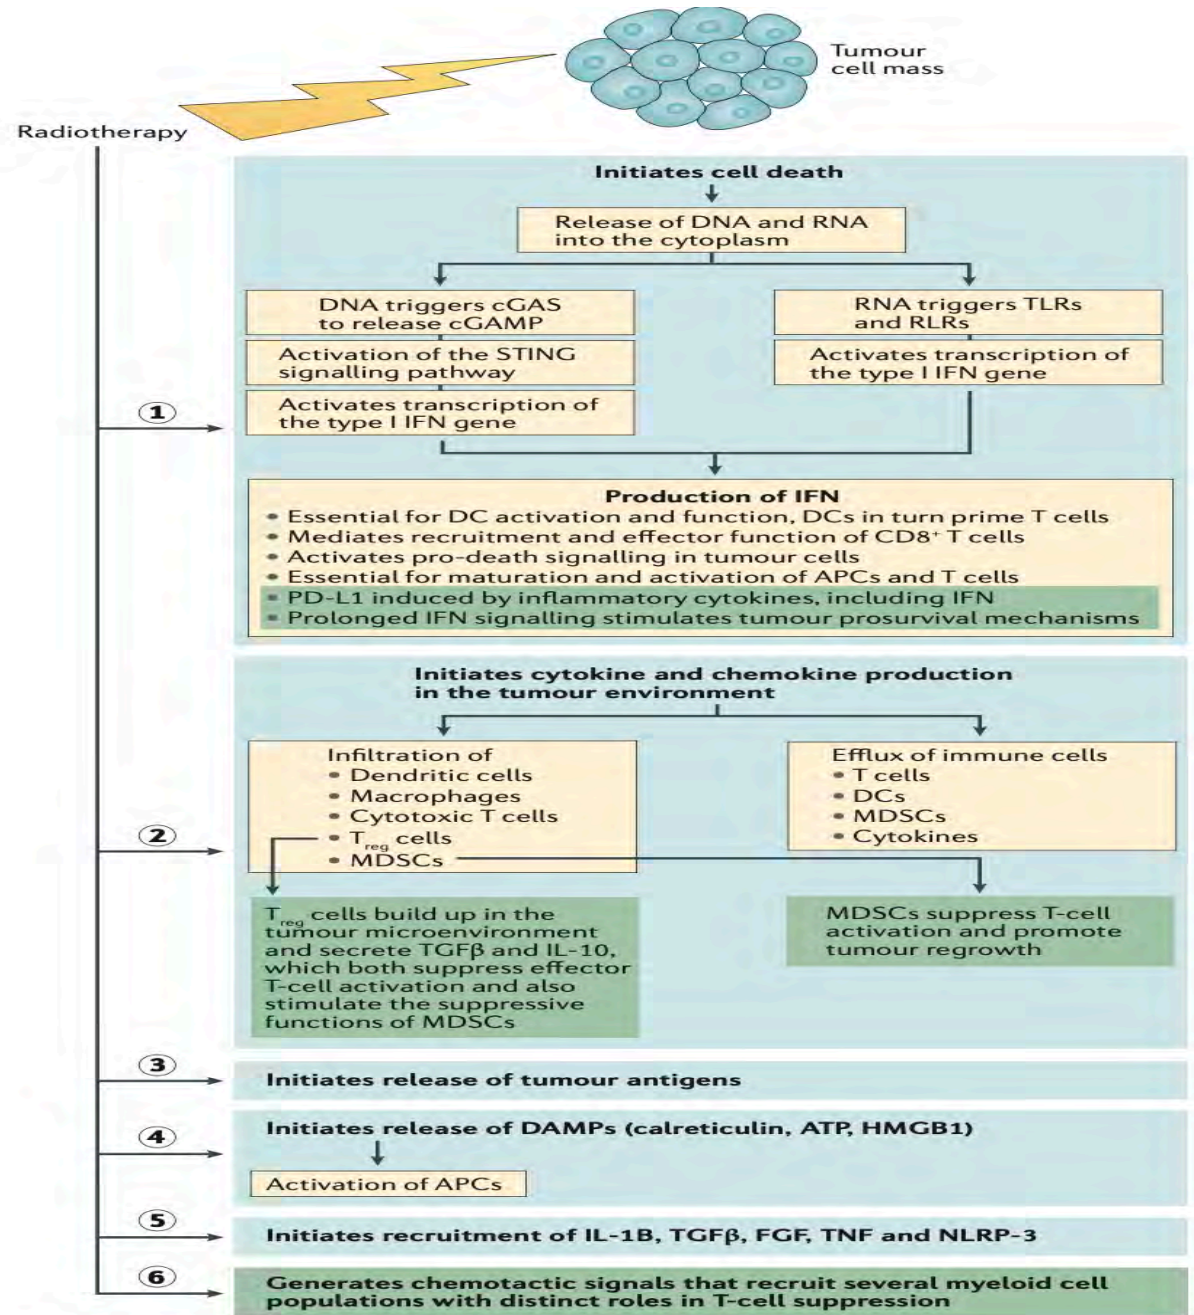 Tumour
cell mass
Radiotherapy
Initiates cell death
Release of DNA and RNA
into the cytoplasm
DNA triggers cGAS
to release cGAMP
RNA triggers TLRs
and RLRs
Activation of the STING
signalling pathway
Activates transcription of
the type I IFN gene
Activates transcription of
the type I IFN gene
1
Production of IFN
• Essential for DC activation and function, DCs in turn prime T cells
• Mediates recruitment and effector function of CD8⁺ T cells
• Activates pro-death signalling in tumour cells
• Essential for maturation and activation of APCs and T cells
• PD-L1 induced by inflammatory cytokines, including IFN
• Prolonged IFN signalling stimulates tumour prosurvival mechanisms
Initiates cytokine and chemokine production
in the tumour environment
Infiltration of
• Dendritic cells
• Macrophages
• Cytotoxic T cells
• Treg cells
• MDSCs
Efflux of immune cells
• T cells
• DCs
• MDSCs
• Cytokines
2
Treg cells build up in the
tumour microenvironment
and secrete TGFβ and IL-10,
which both suppress effector
T-cell activation and also
stimulate the suppressive
functions of MDSCs
MDSCs suppress T-cell
activation and promote
tumour regrowth
3
Initiates release of tumour antigens
4
Initiates release of DAMPs (calreticulin, ATP, HMGB1)
Activation of APCs
5
Initiates recruitment of IL-1B, TGFβ, FGF, TNF and NLRP-3
6
Generates chemotactic signals that recruit several myeloid cell
populations with distinct roles in T-cell suppression